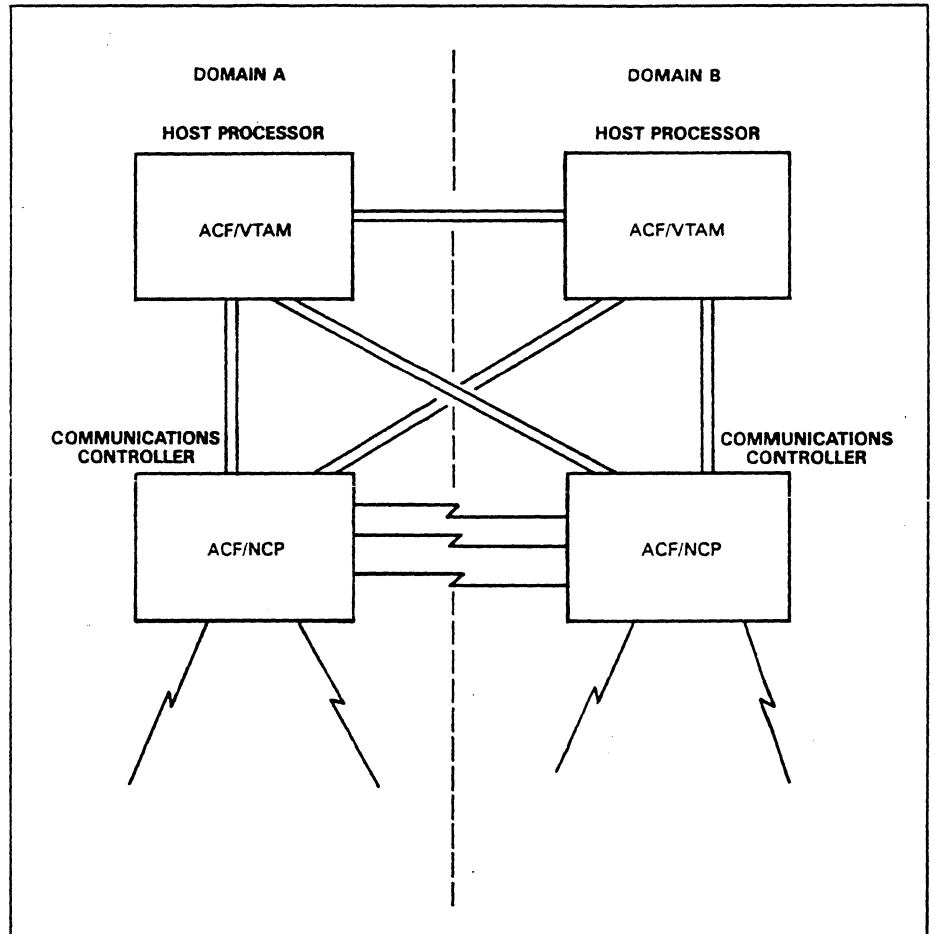 DOMAIN A
DOMAIN B
HOST PROCESSOR
HOST PROCESSOR
ACF/VTAM
ACF/VTAM
COMMUNICATIONS
CONTROLLER
COMMUNICATIONS
CONTROLLER
ACF/NCP
ACF/NCP